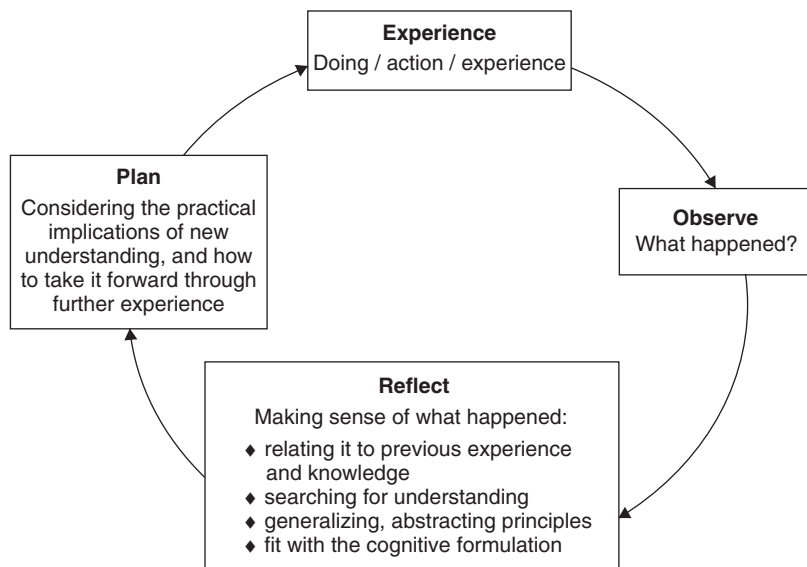 Experience
Doing / action / experience
Observe
What happened?
Reflect
Making sense of what happened:
♦ relating it to previous experience
and knowledge
♦ searching for understanding
♦ generalizing, abstracting principles
♦ fit with the cognitive formulation
Plan
Considering the practical
implications of new
understanding, and how
to take it forward through
further experience